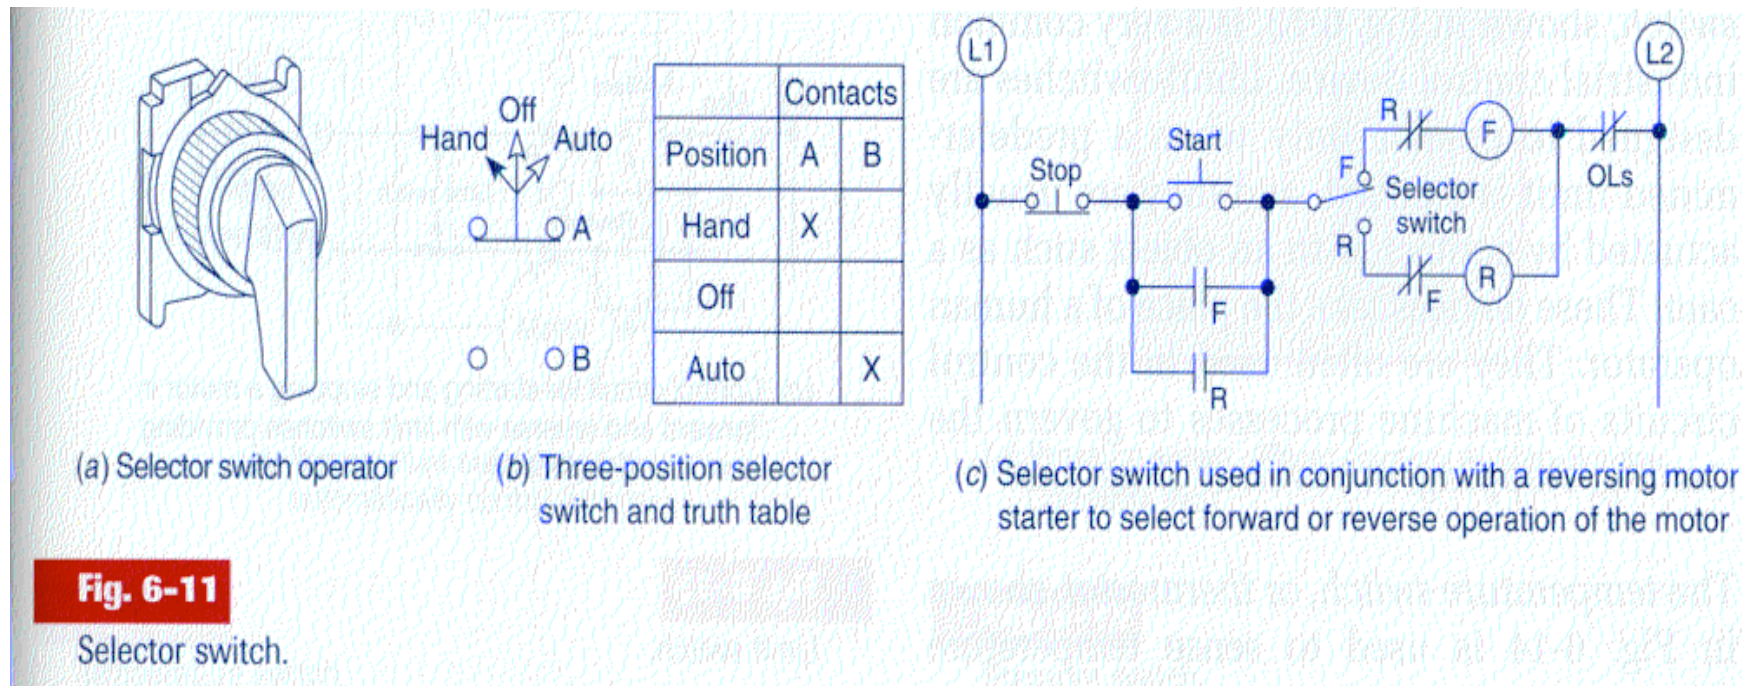 Off
Hand
Auto
A
B
Contacts
Position A B
Hand X
Off
Auto X
L1
L2
Stop
Start
F
R
Selector
switch
R
F
OLs
F
R
F
R
(a) Selector switch operator
(b) Three-position selector
switch and truth table
(c) Selector switch used in conjunction with a reversing motor
starter to select forward or reverse operation of the motor
Fig. 6-11
Selector switch.